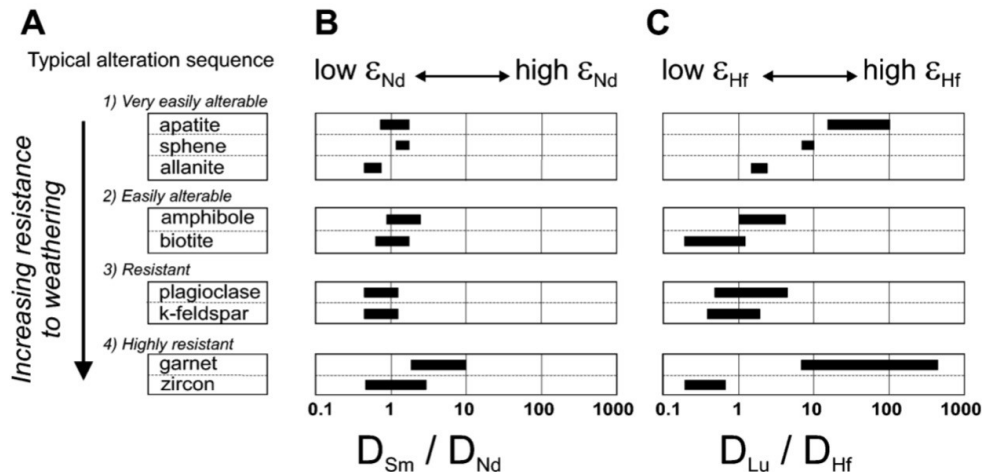 A
Typical alteration sequence
Increasing resistance
to weathering
1) Very easily alterable
apatite
sphene
allanite
2) Easily alterable
amphibole
biotite
3) Resistant
plagioclase
k-feldspar
4) Highly resistant
garnet
zircon
B
low εNd
high εNd
0.1 1 10 100 1000
DSm / DNd
C
low εHf
high εHf
0.1 1 10 100 1000
DLu / DHf